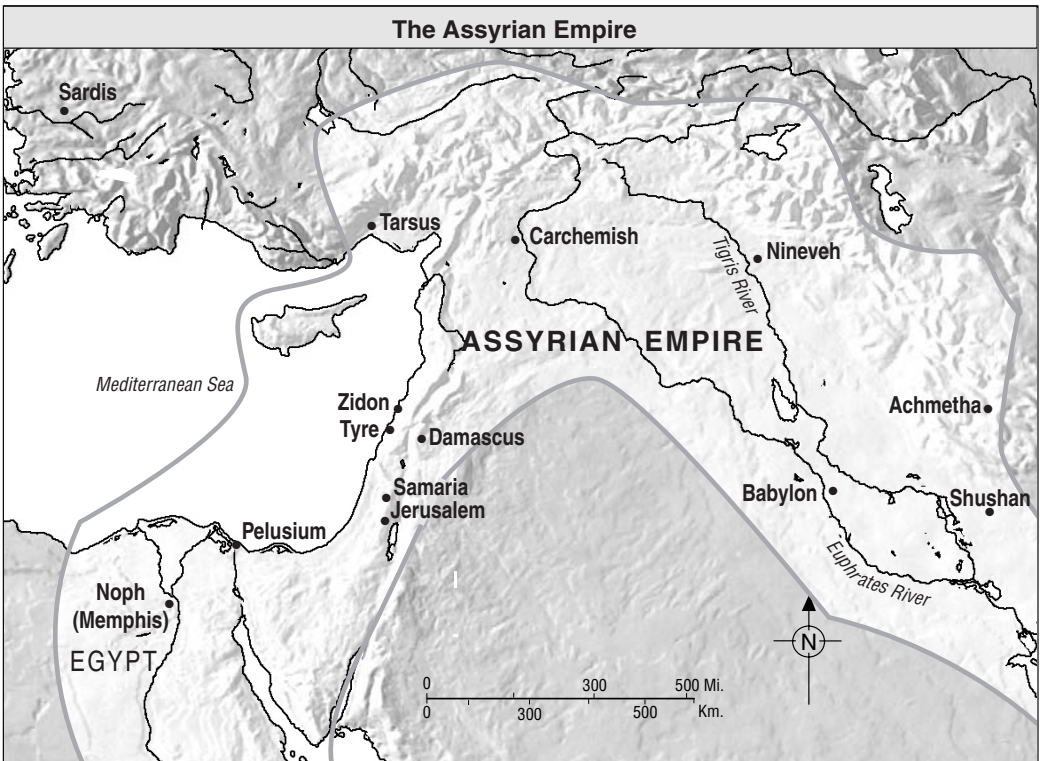 The Assyrian Empire
Sardis
Tarsus
Carchemish
Tigris River
Nineveh
ASSYRIAN EMPIRE
Mediterranean Sea
Zidon
Tyre
Damascus
Achmetha
Samaria
Jerusalem
Babylon
Shushan
Pelusium
Euphrates River
Noph
(Memphis)
EGYPT
N
0 300 500 Mi.
0 300 500 Km.